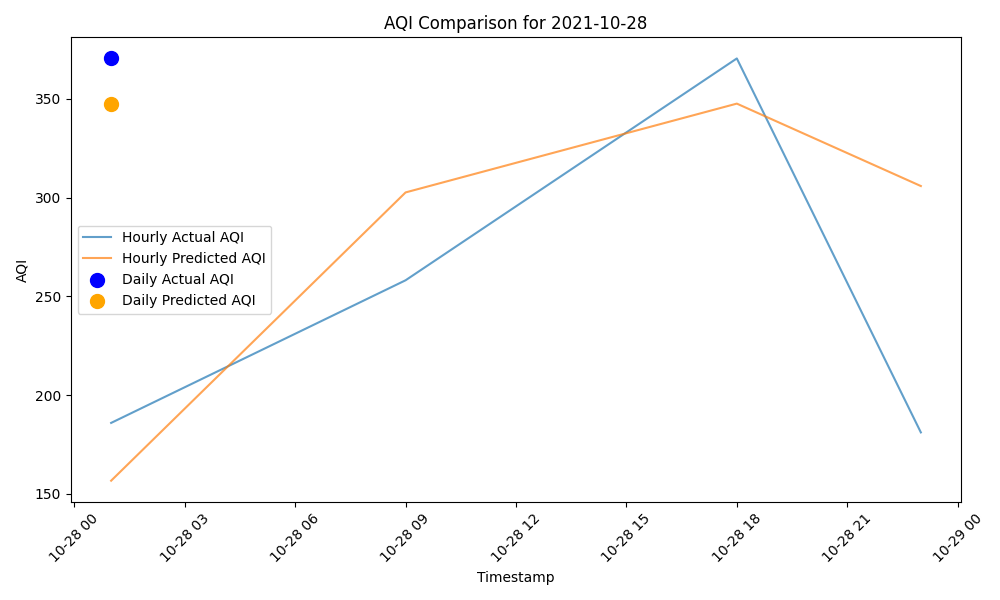 AQI Comparison for 2021-10-28
AQI
350
300
250
200
150
Hourly Actual AQI
Hourly Predicted AQI
Daily Actual AQI
Daily Predicted AQI
10-28 00
10-28 03
10-28 06
10-28 09
10-28 12
10-28 15
10-28 18
10-28 21
10-29 00
Timestamp